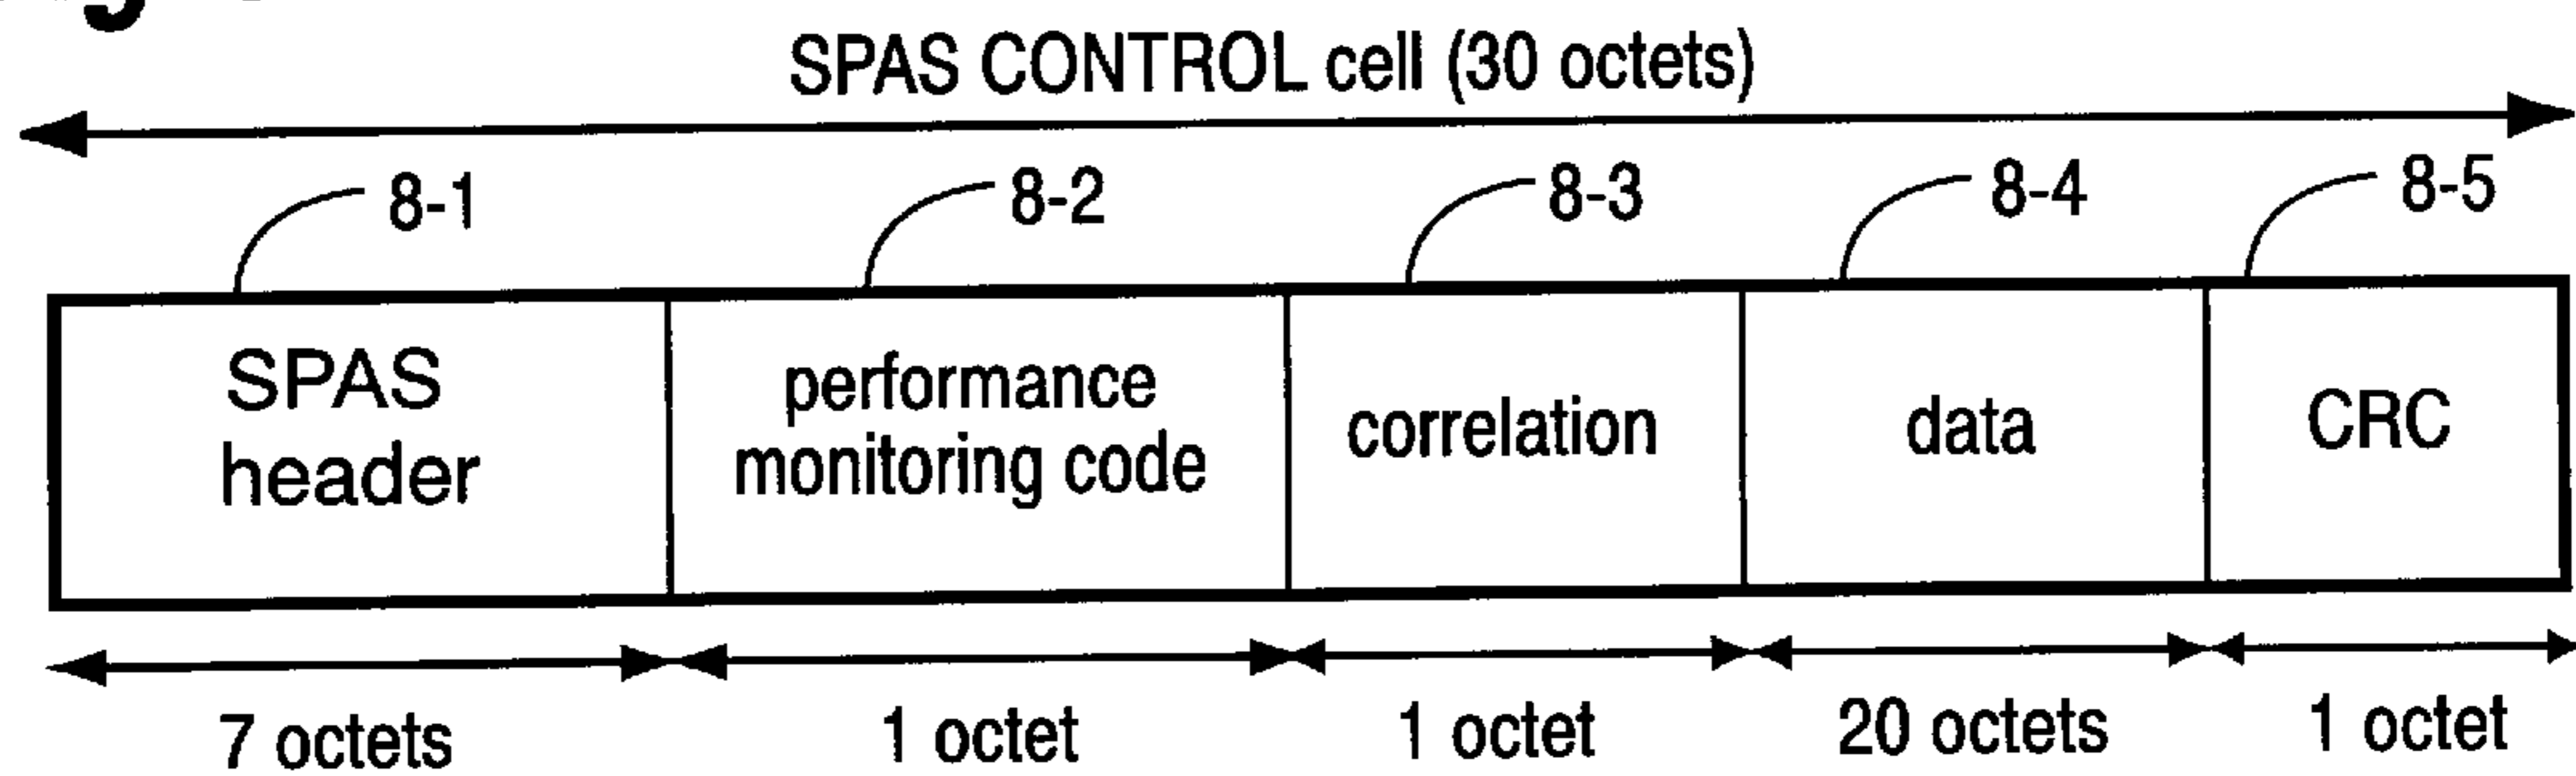 SPAS CONTROL cell (30 octets)
8-1 8-2 8-3 8-4 8-5
SPAS
header
performance
monitoring code
correlation
data
CRC
7 octets 1 octet 1 octet 20 octets 1 octet